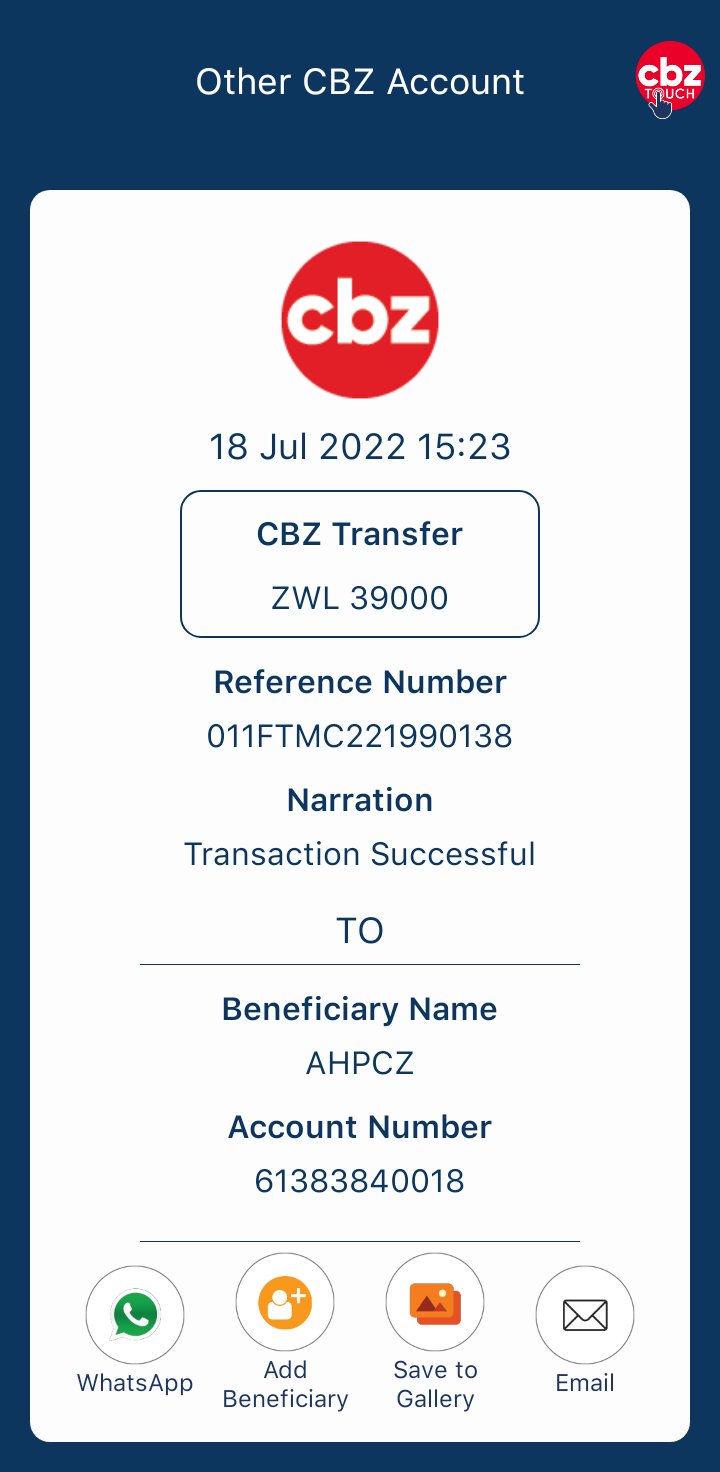 Other CBZ Account
cbz
TOUCH
cbz
18 Jul 2022 15:23
CBZ Transfer
ZWL 39000
Reference Number
011FTMC221990138
Narration
Transaction Successful
TO
Beneficiary Name
AHPCZ
Account Number
61383840018
WhatsApp
Add
Beneficiary
Save to
Gallery
Email